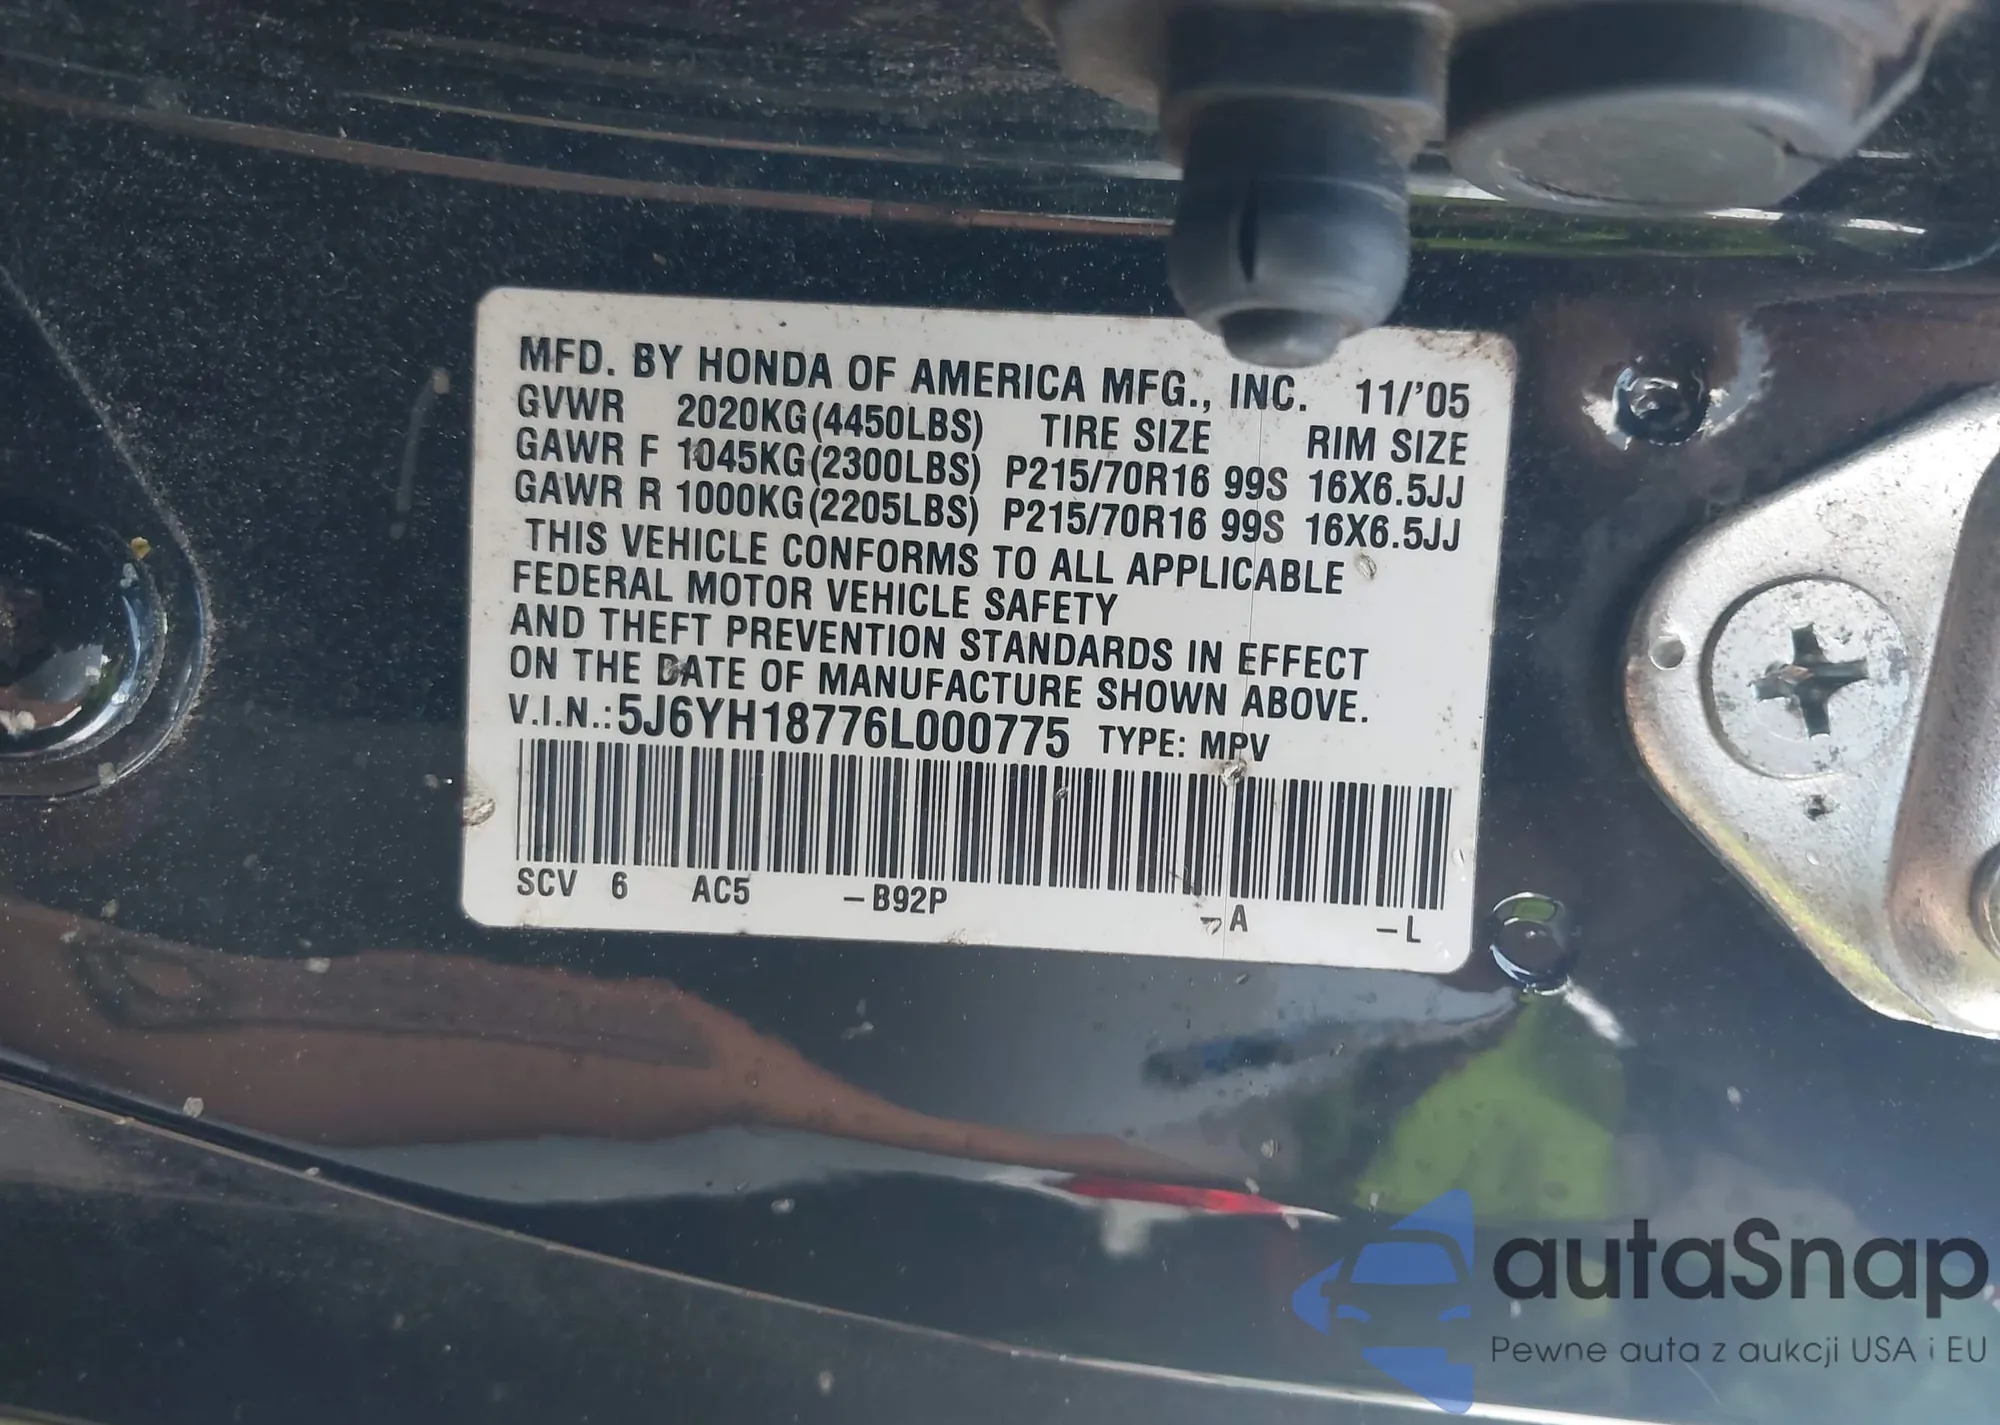 MFD. BY HONDA OF AMERICA MFG., INC. 11/'05
GVWR 2020KG(4450LBS) TIRE SIZE RIM SIZE
GAWR F 1045KG(2300LBS) P215/70R16 99S 16X6.5JJ
GAWR R 1000KG(2205LBS) P215/70R16 99S 16X6.5JJ
THIS VEHICLE CONFORMS TO ALL APPLICABLE
FEDERAL MOTOR VEHICLE SAFETY
AND THEFT PREVENTION STANDARDS IN EFFECT
ON THE DATE OF MANUFACTURE SHOWN ABOVE.
V.I.N.:5J6YH18776L000775 TYPE: MPV
SCV 6 AC5 –B92P –A –L
autaSnap
Pewne auta z aukcji USA i EU